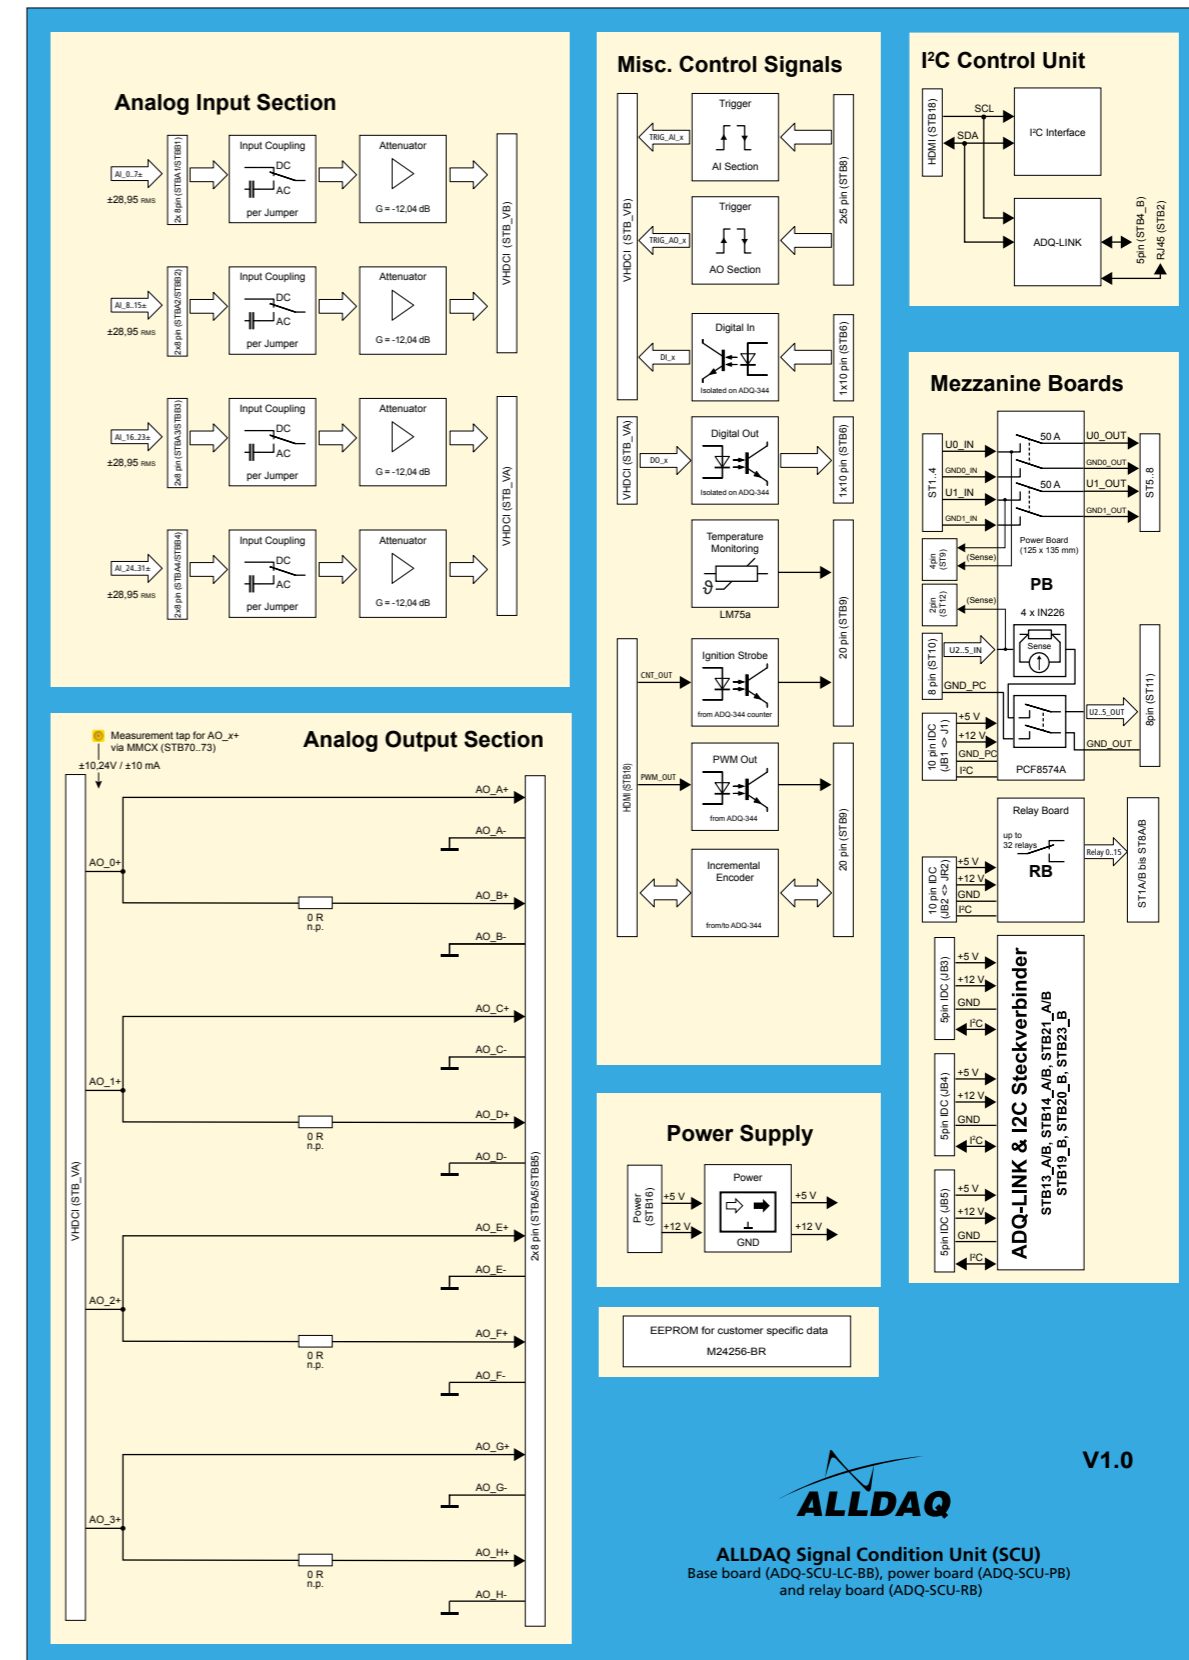 Analog Input Section
AI_0..7±
±28,95 RMS
2x 8pin (STBA1/STBB1)
Input Coupling
DC
AC
per Jumper
Attenuator
G = -12,04 dB
VHDCI (STB_VB)
AI_8..15±
±28,95 RMS
2x8 pin (STBA2/STBB2)
Input Coupling
DC
AC
per Jumper
Attenuator
G = -12,04 dB
AI_16..23±
±28,95 RMS
2x8 pin (STBA3/STBB3)
Input Coupling
DC
AC
per Jumper
Attenuator
G = -12,04 dB
VHDCI (STB_VA)
AI_24..31±
±28,95 RMS
2x8 pin (STBA4/STBB4)
Input Coupling
DC
AC
per Jumper
Attenuator
G = -12,04 dB
Analog Output Section
Measurement tap for AO_x+
via MMCX (STB70..73)
±10,24V / ±10 mA
VHDCI (STB_VA)
AO_0+
AO_A+
AO_A-
AO_B+
0 R
n.p.
AO_B-
AO_1+
AO_C+
AO_C-
AO_D+
0 R
n.p.
AO_D-
AO_2+
AO_E+
AO_E-
AO_F+
0 R
n.p.
AO_F-
AO_3+
AO_G+
AO_G-
AO_H+
0 R
n.p.
AO_H-
2x8 pin (STBA5/STBB5)
Misc. Control Signals
VHDCI (STB_VB)
TRIG_AI_x
Trigger
AI Section
2x5 pin (STB8)
TRIG_AO_x
Trigger
AO Section
DI_x
Digital In
Isolated on ADQ-344
1x10 pin (STB6)
VHDCI (STB_VA)
DO_x
Digital Out
Isolated on ADQ-344
1x10 pin (STB6)
Temperature
Monitoring
ϑ
LM75a
20 pin (STB9)
HDMI (STB18)
CNT_OUT
Ignition Strobe
from ADQ-344 counter
PWM_OUT
PWM Out
from ADQ-344
20 pin (STB9)
Incremental
Encoder
from/to ADQ-344
Power Supply
Power
(STB16)
+5 V
+12 V
Power
GND
+5 V
+12 V
EEPROM for customer specific data
M24256-BR
I²C Control Unit
HDMI (STB18)
SCL
SDA
I²C Interface
ADQ-LINK
5pin (STB4_B)
RJ45 (STB2)
Mezzanine Boards
ST1..4
U0_IN
GND0_IN
U1_IN
GND1_IN
50 A
50 A
U0_OUT
GND0_OUT
U1_OUT
GND1_OUT
ST5..8
Power Board
(125 x 135 mm)
4pin
(ST9)
(Sense)
PB
2pin
(ST12)
(Sense)
4 x IN226
Sense
8 pin (ST10)
U2..5_IN
GND_PC
U2..5_OUT
GND_OUT
8pin (ST11)
10 pin IDC
(JB1 <> J1)
+5 V
+12 V
GND_PC
I²C
PCF8574A
Relay Board
up to
32 relays
RB
10 pin IDC
(JB2 <> JR2)
+5 V
+12 V
GND
I²C
Relay 0..15
ST1A/B bis ST8A/B
5pin IDC (JB3)
+5 V
+12 V
GND
I²C
5pin IDC (JB4)
+5 V
+12 V
GND
I²C
5pin IDC (JB5)
+5 V
+12 V
GND
I²C
ADQ-LINK & I2C Steckverbinder
STB13_A/B, STB14_A/B, STB21_A/B
STB19_B, STB20_B, STB23_B
V1.0
ALLDAQ
ALLDAQ Signal Condition Unit (SCU)
Base board (ADQ-SCU-LC-BB), power board (ADQ-SCU-PB)
and relay board (ADQ-SCU-RB)